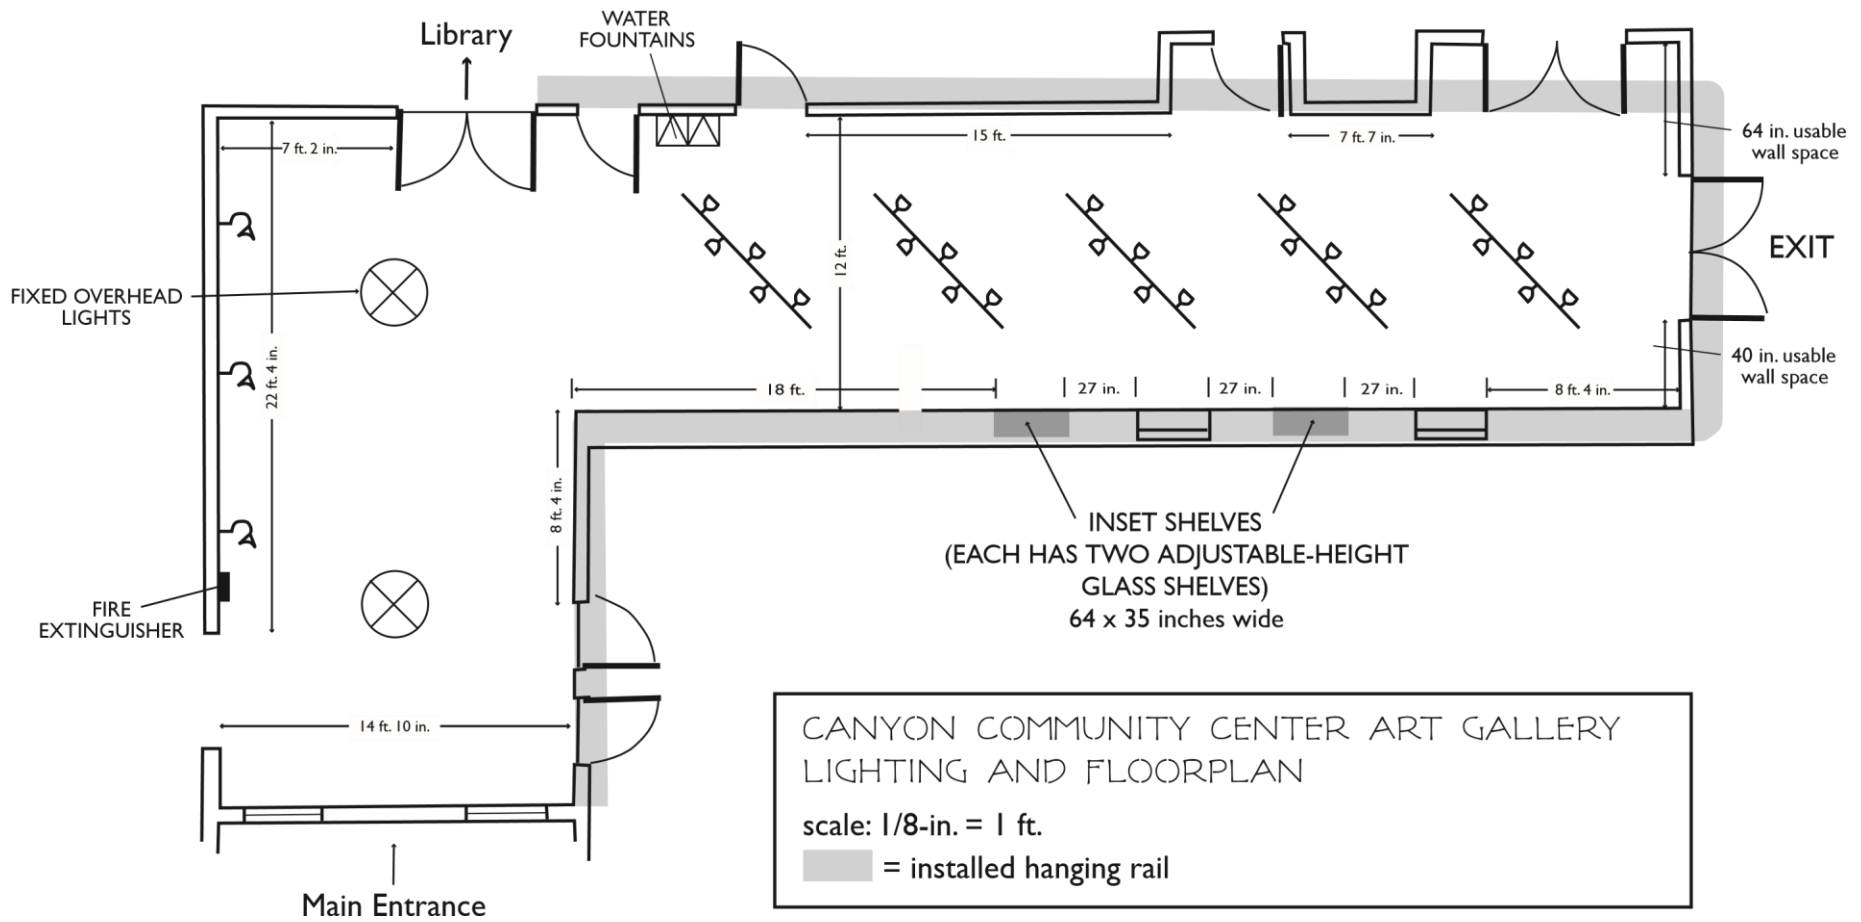 Library
WATER
FOUNTAINS
7 ft. 2 in.
15 ft.
7 ft. 7 in.
64 in. usable
wall space
EXIT
FIXED OVERHEAD
LIGHTS
12 ft.
22 ft. 4 in.
40 in. usable
wall space
18 ft.
27 in.
27 in.
27 in.
8 ft. 4 in.
8 ft. 4 in.
INSET SHELVES
(EACH HAS TWO ADJUSTABLE-HEIGHT
GLASS SHELVES)
64 x 35 inches wide
FIRE
EXTINGUISHER
14 ft. 10 in.
CANYON COMMUNITY CENTER ART GALLERY
LIGHTING AND FLOORPLAN
scale: 1/8-in. = 1 ft.
= installed hanging rail
Main Entrance